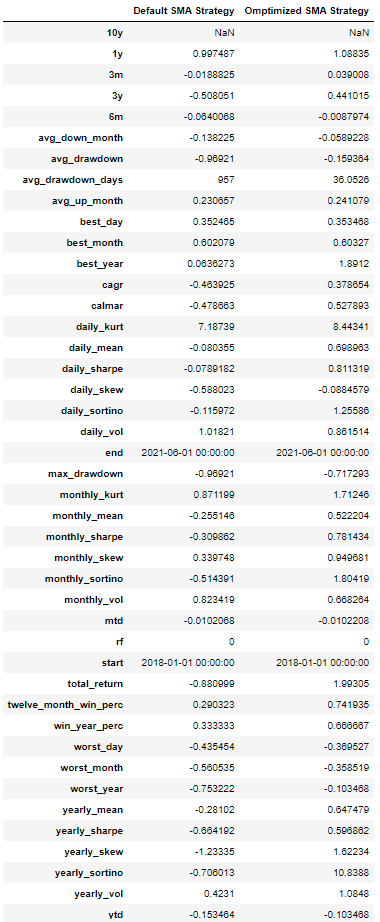 Default SMA Strategy Omptimized SMA Strategy
10y NaN NaN
1y 0.997487 1.08835
3m -0.0188825 0.039008
3y -0.508051 0.441015
6m -0.0640068 -0.0087974
avg_down_month -0.138225 -0.0589228
avg_drawdown -0.96921 -0.159364
avg_drawdown_days 957 36.0526
avg_up_month 0.230657 0.241079
best_day 0.352465 0.353468
best_month 0.602079 0.60327
best_year 0.0636273 1.8912
cagr -0.463925 0.378654
calmar -0.478663 0.527893
daily_kurt 7.18739 8.44341
daily_mean -0.080355 0.698963
daily_sharpe -0.0789182 0.811319
daily_skew -0.588023 -0.0884579
daily_sortino -0.115972 1.25586
daily_vol 1.01821 0.861514
end 2021-06-01 00:00:00 2021-06-01 00:00:00
max_drawdown -0.96921 -0.717293
monthly_kurt 0.871199 1.71246
monthly_mean -0.255146 0.522204
monthly_sharpe -0.309862 0.781434
monthly_skew 0.339748 0.949681
monthly_sortino -0.514391 1.80419
monthly_vol 0.823419 0.668264
mtd -0.0102068 -0.0102208
rf 0 0
start 2018-01-01 00:00:00 2018-01-01 00:00:00
total_return -0.880999 1.99305
twelve_month_win_perc 0.290323 0.741935
win_year_perc 0.333333 0.666667
worst_day -0.435454 -0.369527
worst_month -0.560535 -0.358519
worst_year -0.753222 -0.103468
yearly_mean -0.28102 0.647479
yearly_sharpe -0.664192 0.596862
yearly_skew -1.23335 1.62234
yearly_sortino -0.706013 10.8388
yearly_vol 0.4231 1.0848
ytd -0.153464 -0.103468